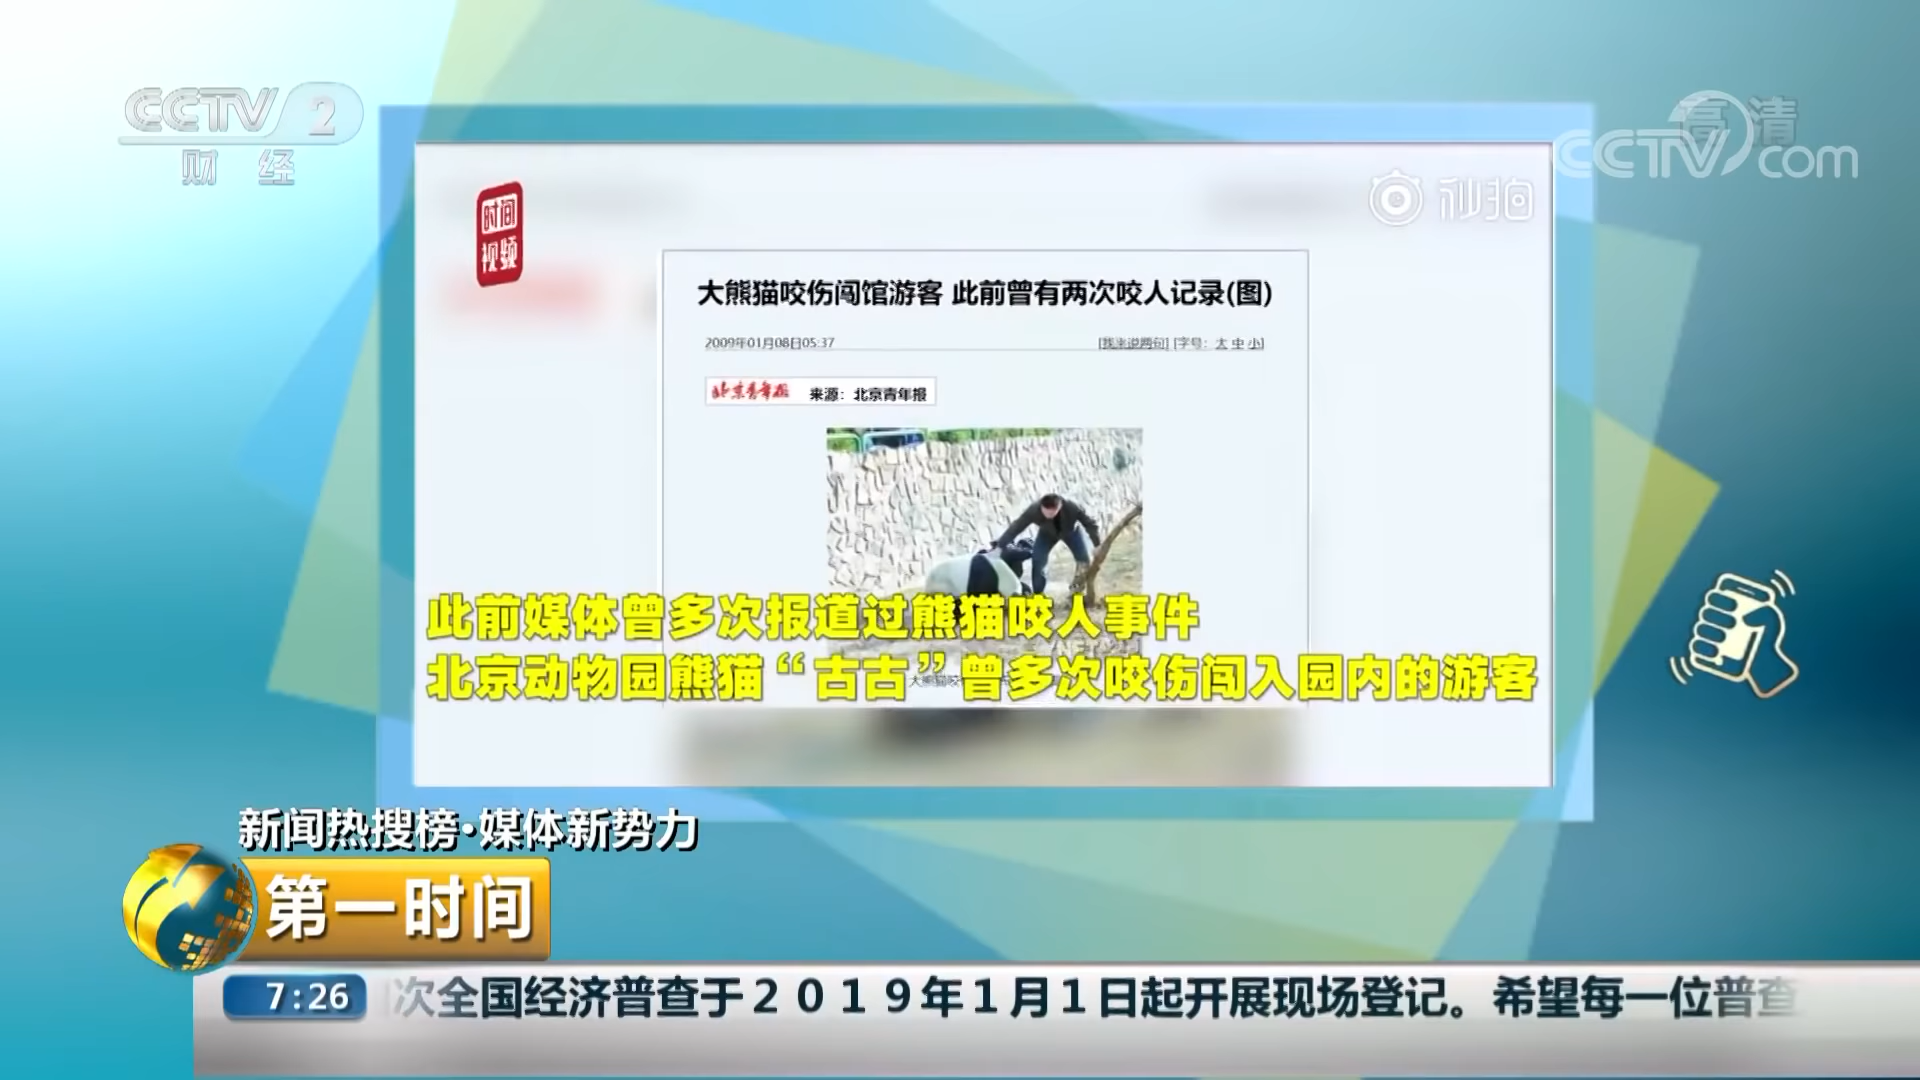 CCTV 2
财 经
高清
CCTV.com
时间
视频
秒拍
大熊猫咬伤闯馆游客 此前曾有两次咬人记录(图)
2009年01月08日05:37
[我来说两句] [字号: 大 中 小]
北京青年报 来源: 北京青年报
此前媒体曾多次报道过熊猫咬人事件
北京动物园熊猫“古古”曾多次咬伤闯入园内的游客
新闻热搜榜·媒体新势力
第一时间
7:26 次全国经济普查于2019年1月1日起开展现场登记。希望每一位普查